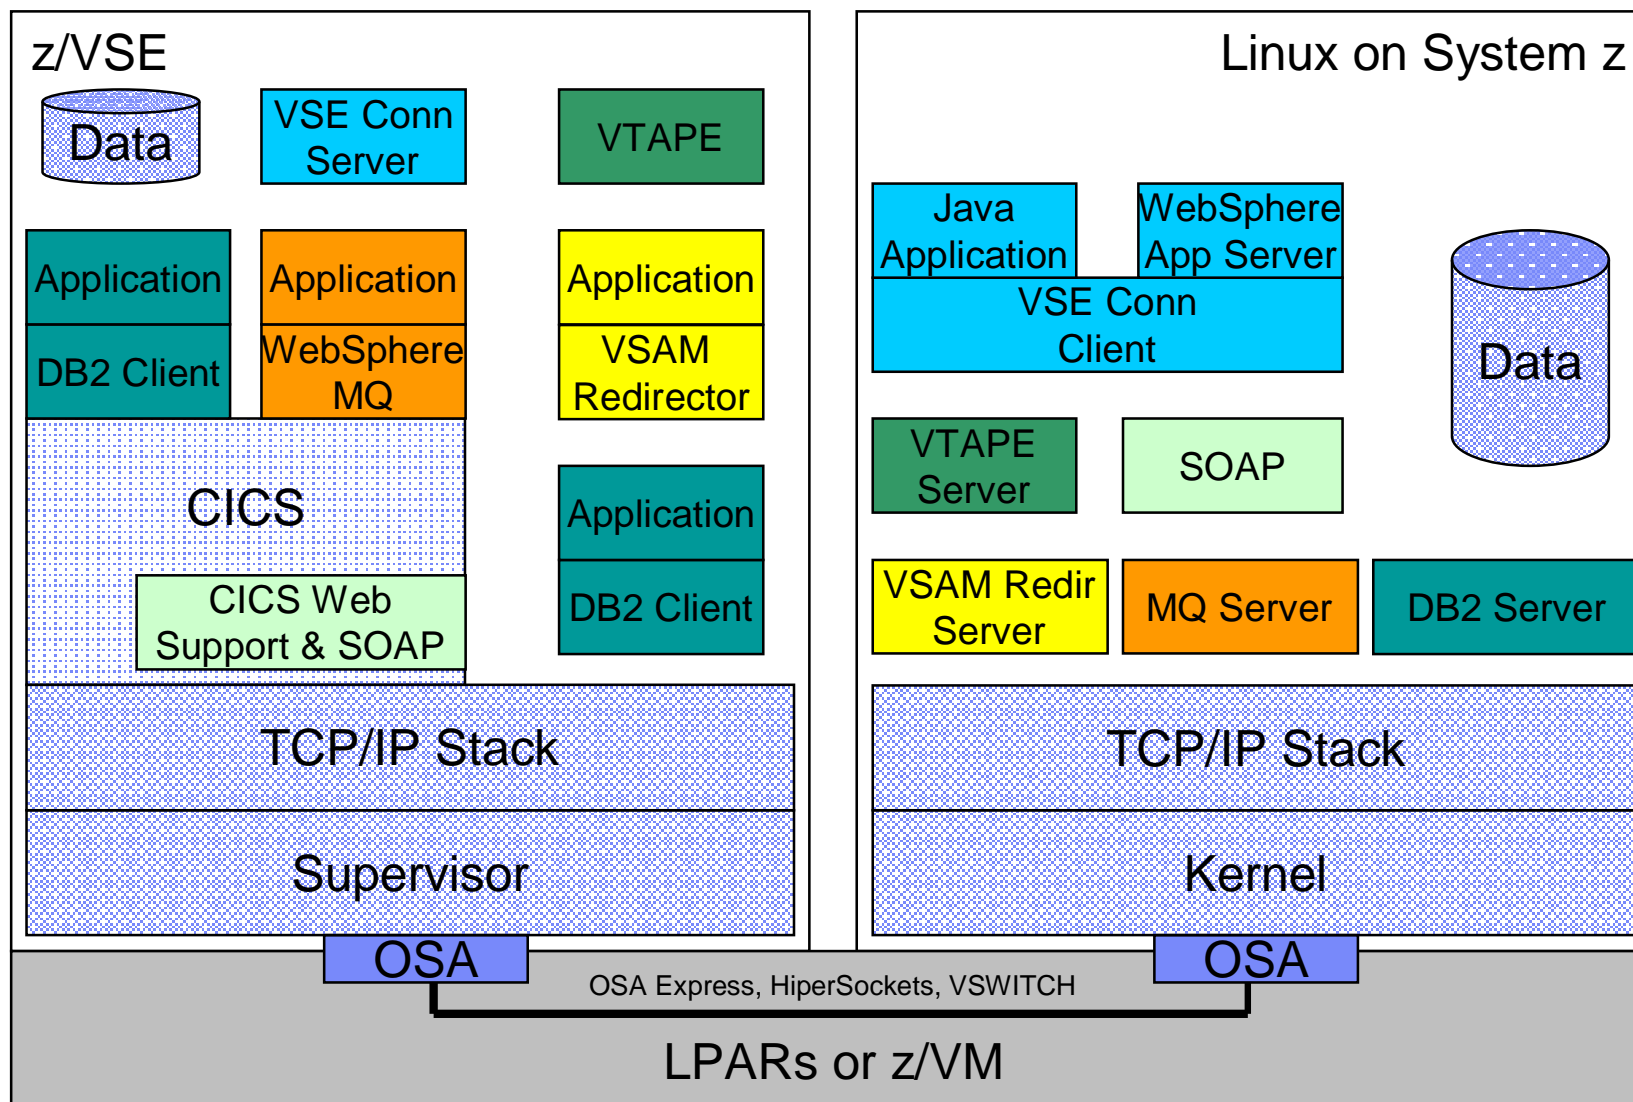 z/VSE
Data
VSE Conn
Server
VTAPE
Application
Application
Application
DB2 Client
WebSphere
MQ
VSAM
Redirector
CICS
Application
DB2 Client
CICS Web
Support & SOAP
TCP/IP Stack
Supervisor
OSA
Linux on System z
Java
Application
WebSphere
App Server
VSE Conn
Client
Data
VTAPE
Server
SOAP
VSAM Redir
Server
MQ Server
DB2 Server
TCP/IP Stack
Kernel
OSA
OSA Express, HiperSockets, VSWITCH
LPARs or z/VM